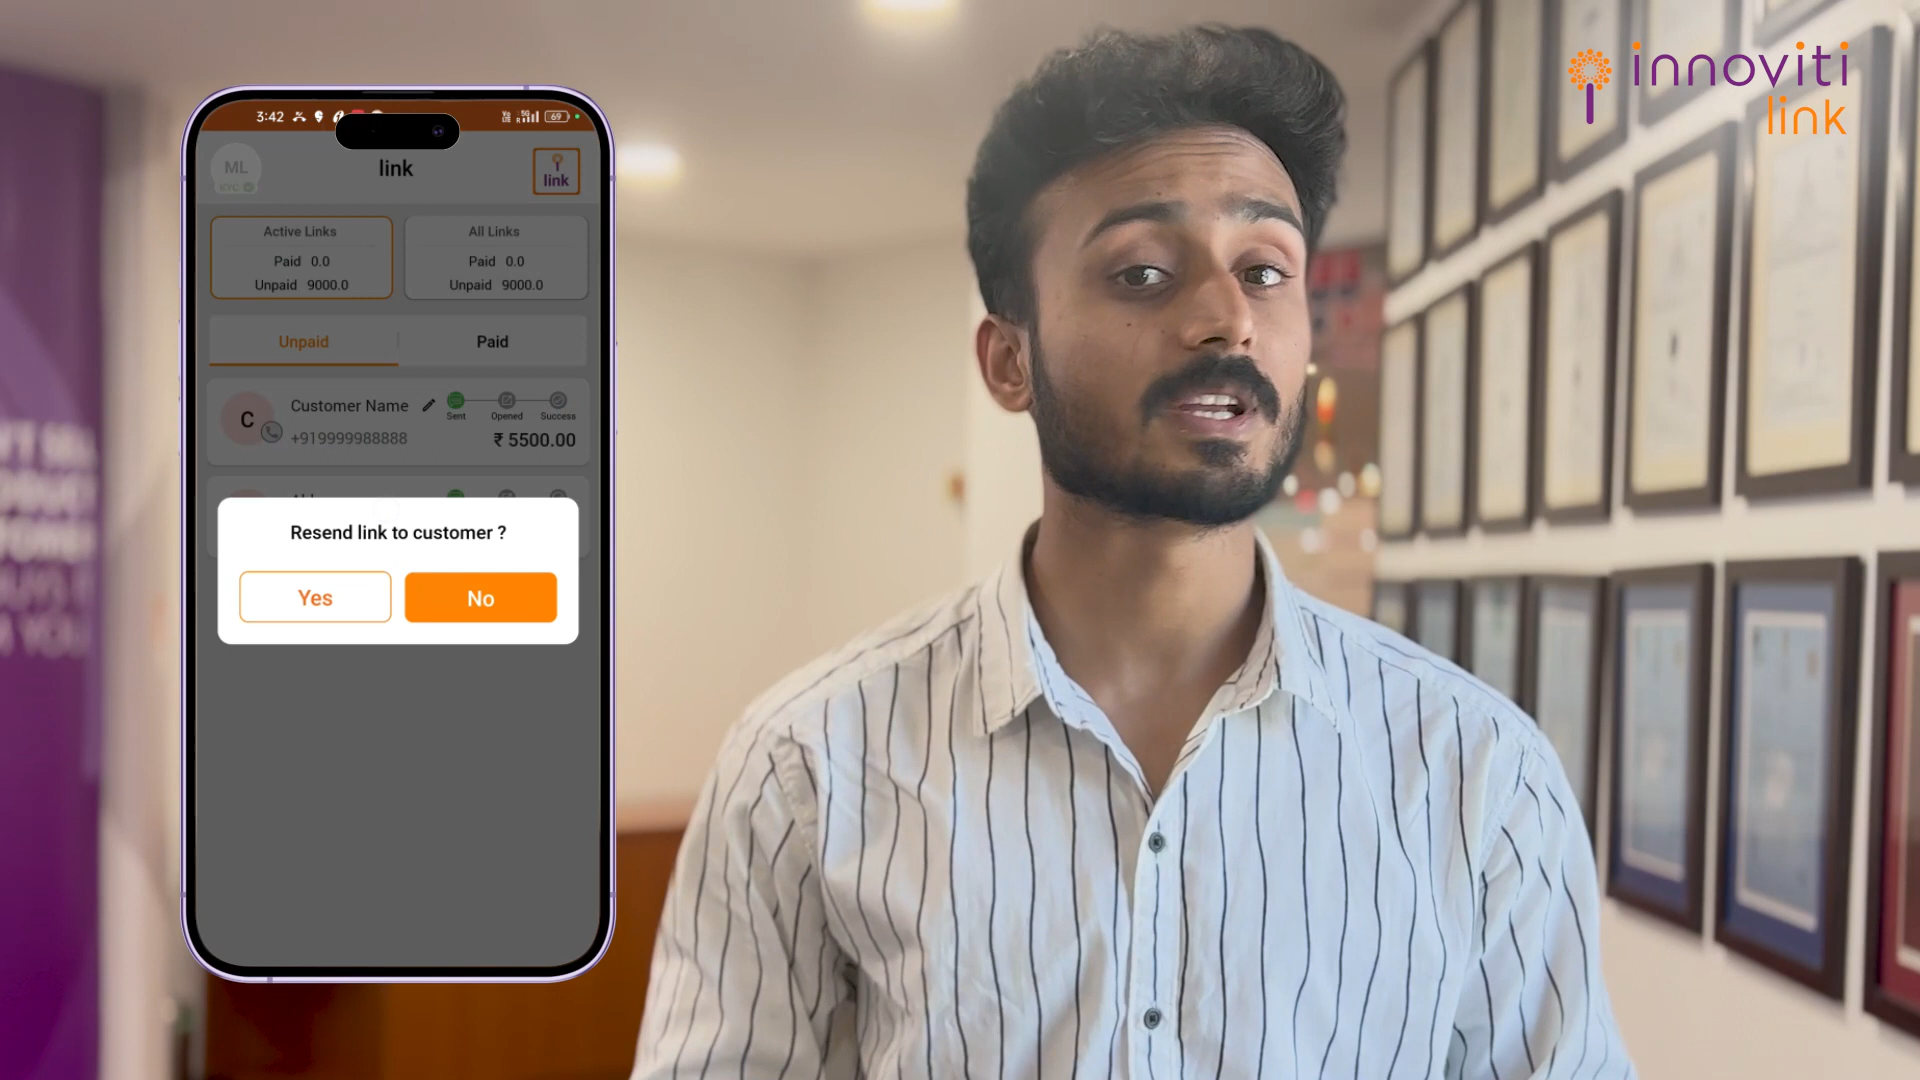 innoviti
link
3:42
69
ML
KYC
link
link
Active Links
Paid 0.0
Unpaid 9000.0
All Links
Paid 0.0
Unpaid 9000.0
Unpaid
Paid
C
Customer Name
+919999988888
Sent
Opened
Success
₹ 5500.00
Resend link to customer ?
Yes
No